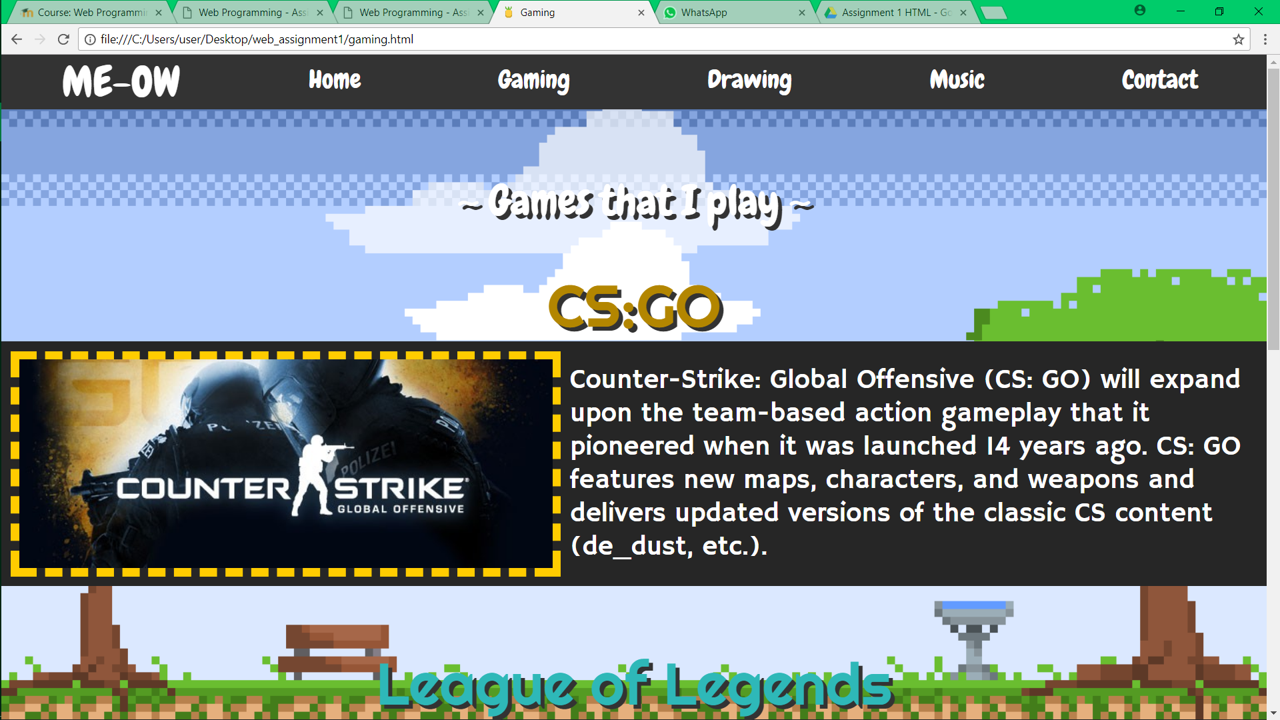 Course: Web Programmi
Web Programming - Assi
Web Programming - Assi
Gaming
WhatsApp
Assignment 1 HTML - Go
file:///C:/Users/user/Desktop/web_assignment1/gaming.html
ME-OW Home Gaming Drawing Music Contact
~ Games that I play ~
CS:GO
POLIZEI
COUNTER STRIKE
GLOBAL OFFENSIVE
Counter-Strike: Global Offensive (CS: GO) will expand
upon the team-based action gameplay that it
pioneered when it was launched 14 years ago. CS: GO
features new maps, characters, and weapons and
delivers updated versions of the classic CS content
(de_dust, etc.).
League of Legends